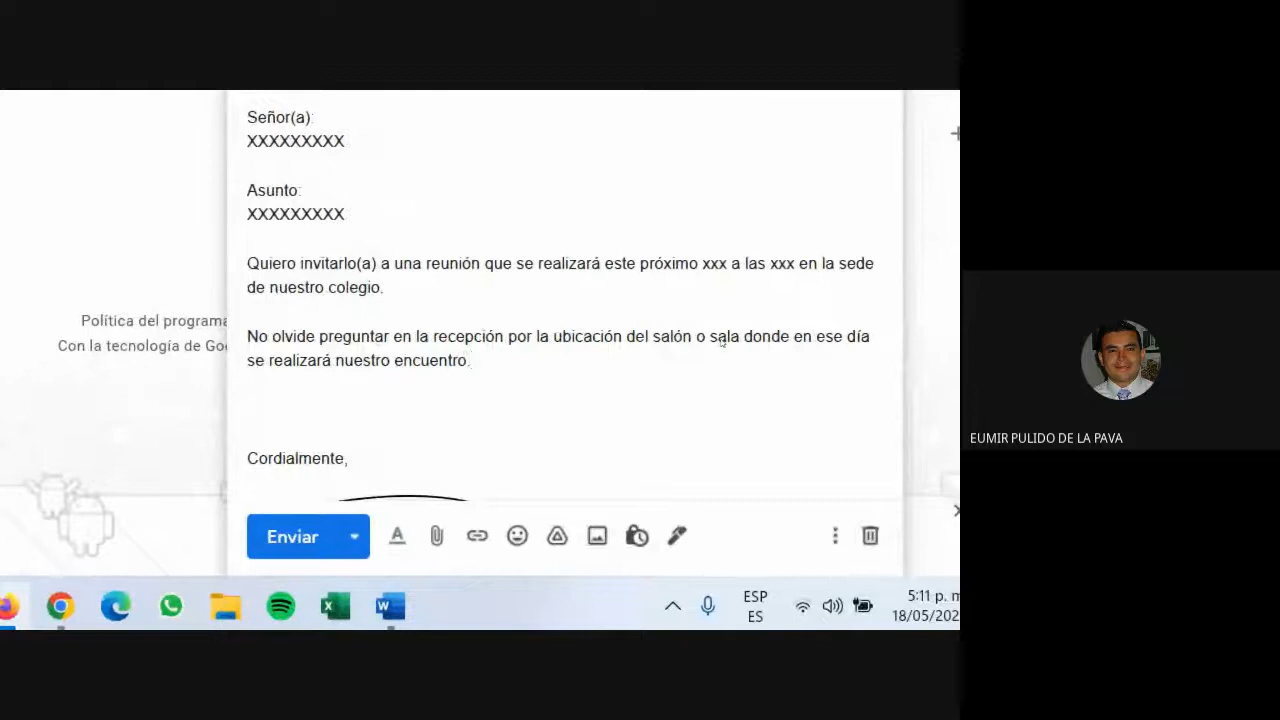 Señor(a):
XXXXXXXXX
Asunto:
XXXXXXXXX
Quiero invitarlo(a) a una reunión que se realizará este próximo xxx a las xxx en la sede
de nuestro colegio.
No olvide preguntar en la recepción por la ubicación del salón o sala donde en ese día
se realizará nuestro encuentro.
Cordialmente,
Política del programa
Con la tecnología de Goo
Enviar
ESP
ES
5:11 p. m
18/05/202
EUMIR PULIDO DE LA PAVA